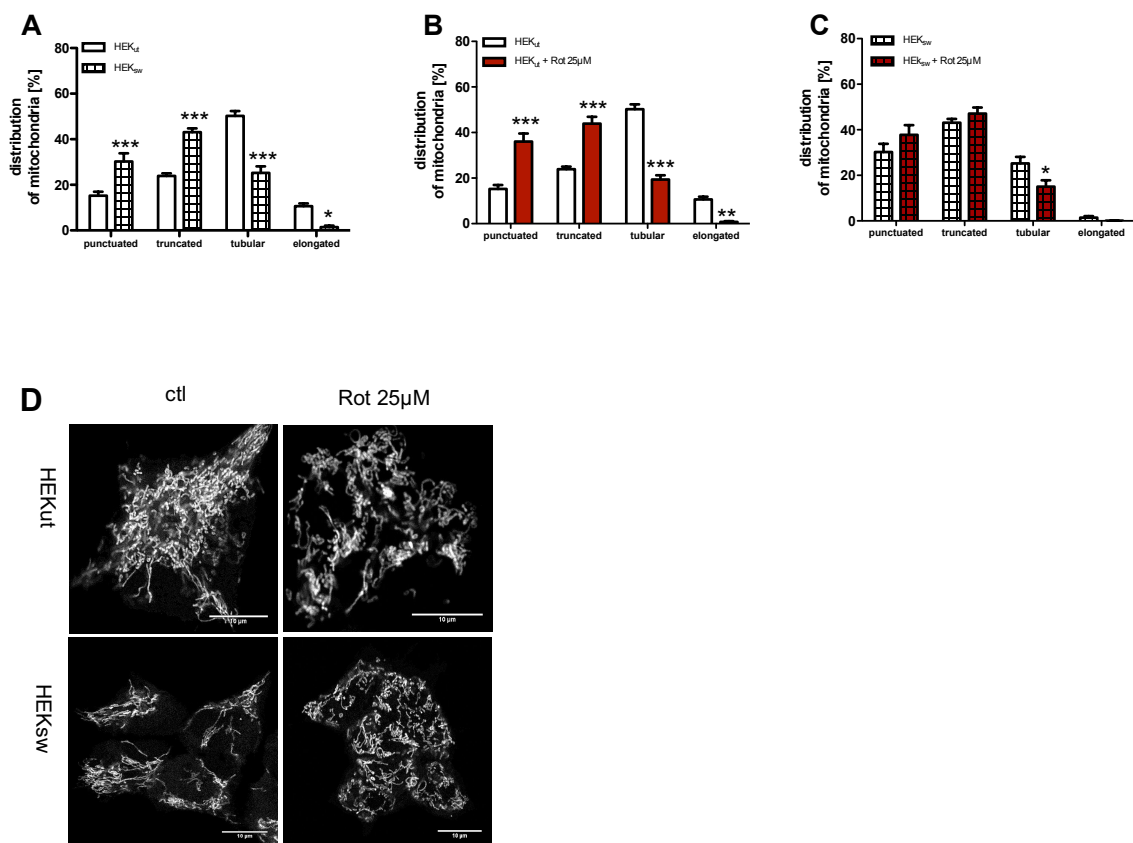 A
HEKut
HEKsw
distribution
of mitochondria [%]
80
60
40
20
0
***
***
***
*
punctuated truncated tubular elongated
B
HEKut
HEKut + Rot 25µM
distribution
of mitochondria [%]
80
60
40
20
0
***
***
***
**
punctuated truncated tubular elongated
C
HEKsw
HEKsw + Rot 25µM
distribution
of mitochondria [%]
80
60
40
20
0
*
punctuated truncated tubular elongated
D
ctl Rot 25µM
HEKut
10 µm
10 µm
HEKsw
10 µm
10 µm